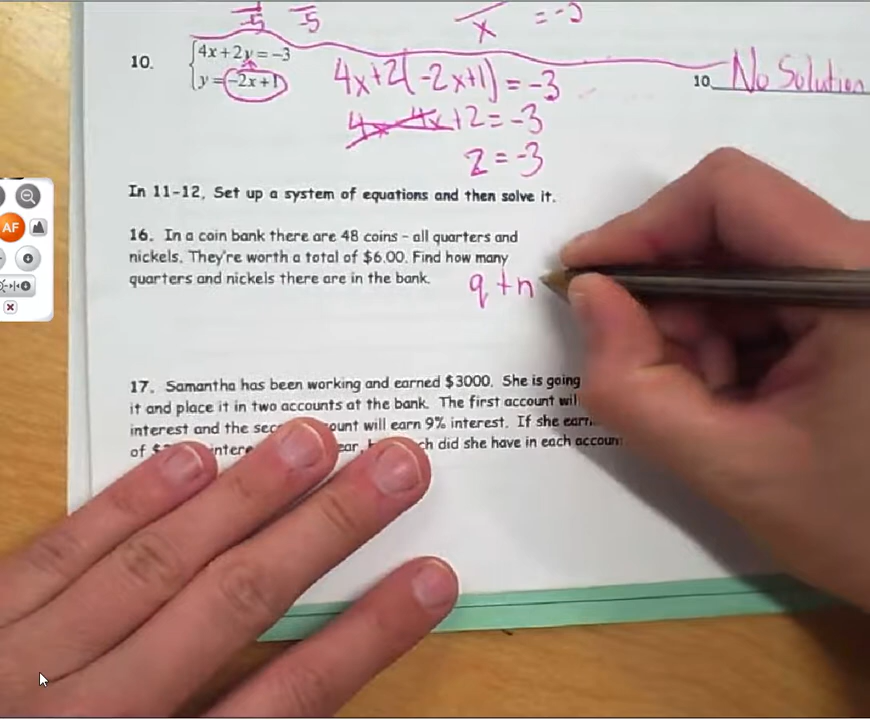 -5 -5 x = -5
10. 4x+2y=-3 4x+2(-2x+1) = -3 10. No Solution
y=-2x+1 4x-4x+2=-3
2=-3
In 11-12, Set up a system of equations and then solve it.
16. In a coin bank there are 48 coins - all quarters and
nickels. They're worth a total of $6.00. Find how many
quarters and nickels there are in the bank. q+n
17. Samantha has been working and earned $3000. She is going
it and place it in two accounts at the bank. The first account wil
interest and the sec ount will earn 9% interest. If she earn
of $ intere ear, ch did she have in each accoun
AF